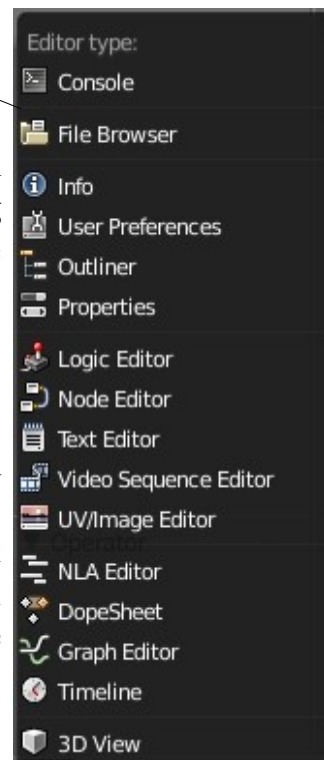 Editor type:
Console
File Browser
Info
User Preferences
Outliner
Properties
Logic Editor
Node Editor
Text Editor
Video Sequence Editor
UV/Image Editor
Operator
NLA Editor
DopeSheet
Graph Editor
Timeline
3D View